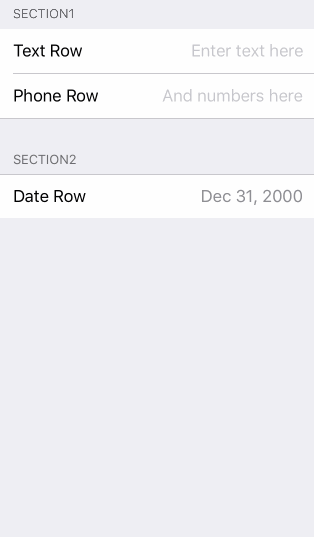 SECTION1
Text Row Enter text here
Phone Row And numbers here
SECTION2
Date Row Dec 31, 2000